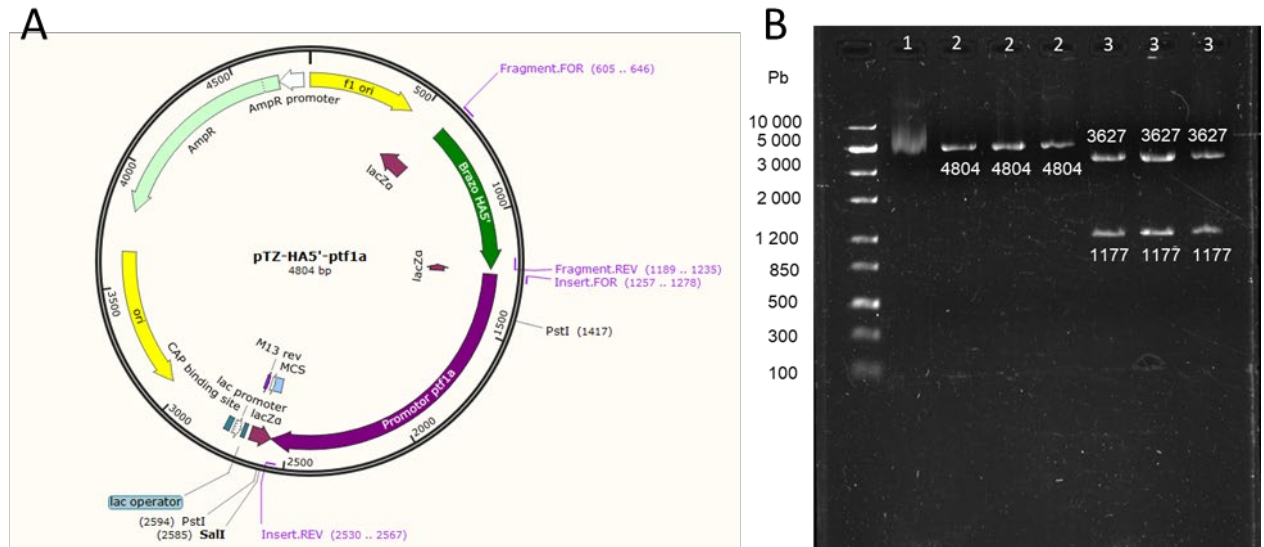 A
4500
500
Fragment.FOR (605 .. 646)
AmpR promoter
f1 ori
AmpR
lacZα
4000
Brazo HA5'
1000
pTZ-HA5'-ptf1a
4804 bp
lacZα
Fragment.REV (1189 .. 1235)
Insert.FOR (1257 .. 1278)
PstI (1417)
3500
ori
1500
M13 rev
MCS
CAP binding site
lac promoter
lacZα
Promotor ptf1a
3000
2000
2500
lac operator
(2594) PstI
(2585) SalI
Insert.REV (2530 .. 2567)
B
1 2 2 2 3 3 3
Pb
10 000
5 000
3 000
2 000
1 200
850
500
300
100
3627 3627 3627
4804 4804 4804
1177 1177 1177